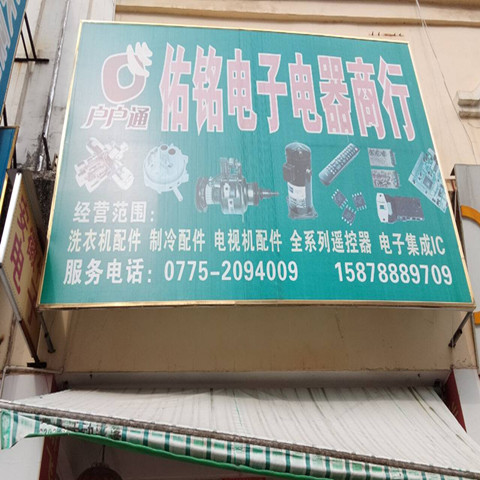 佑铭电子电器商行
户户通
经营范围:
洗衣机配件 制冷配件 电视机配件 全系列遥控器 电子集成IC
服务电话: 0775-2094009 15878889709